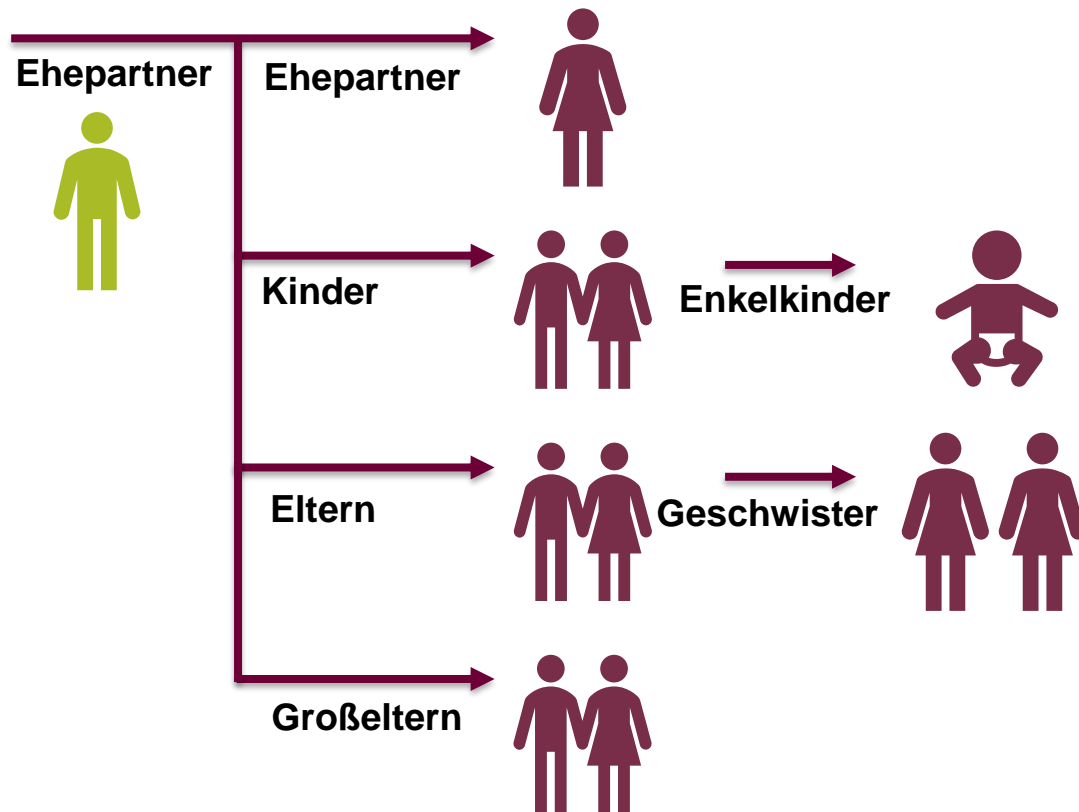 Ehepartner
Ehepartner
Kinder
Enkelkinder
Eltern
Geschwister
Großeltern